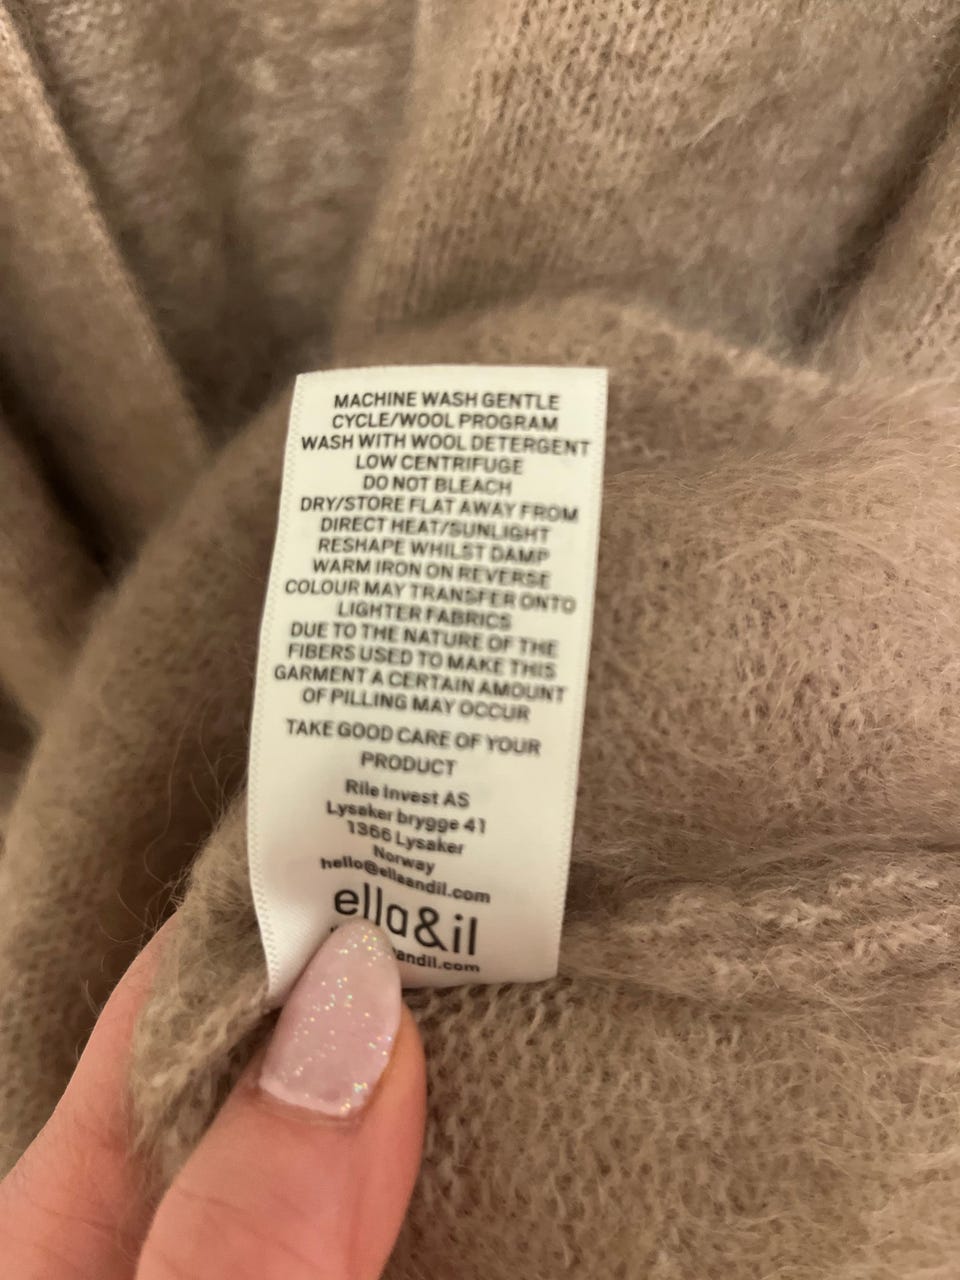 MACHINE WASH GENTLE
CYCLE/WOOL PROGRAM
WASH WITH WOOL DETERGENT
LOW CENTRIFUGE
DO NOT BLEACH
DRY/STORE FLAT AWAY FROM
DIRECT HEAT/SUNLIGHT
RESHAPE WHILST DAMP
WARM IRON ON REVERSE
COLOUR MAY TRANSFER ONTO
LIGHTER FABRICS
DUE TO THE NATURE OF THE
FIBERS USED TO MAKE THIS
GARMENT A CERTAIN AMOUNT
OF PILLING MAY OCCUR
TAKE GOOD CARE OF YOUR
PRODUCT
Rile Invest AS
Lysaker brygge 41
1366 Lysaker
Norway
hello@ellaandil.com
ella&il
andil.com